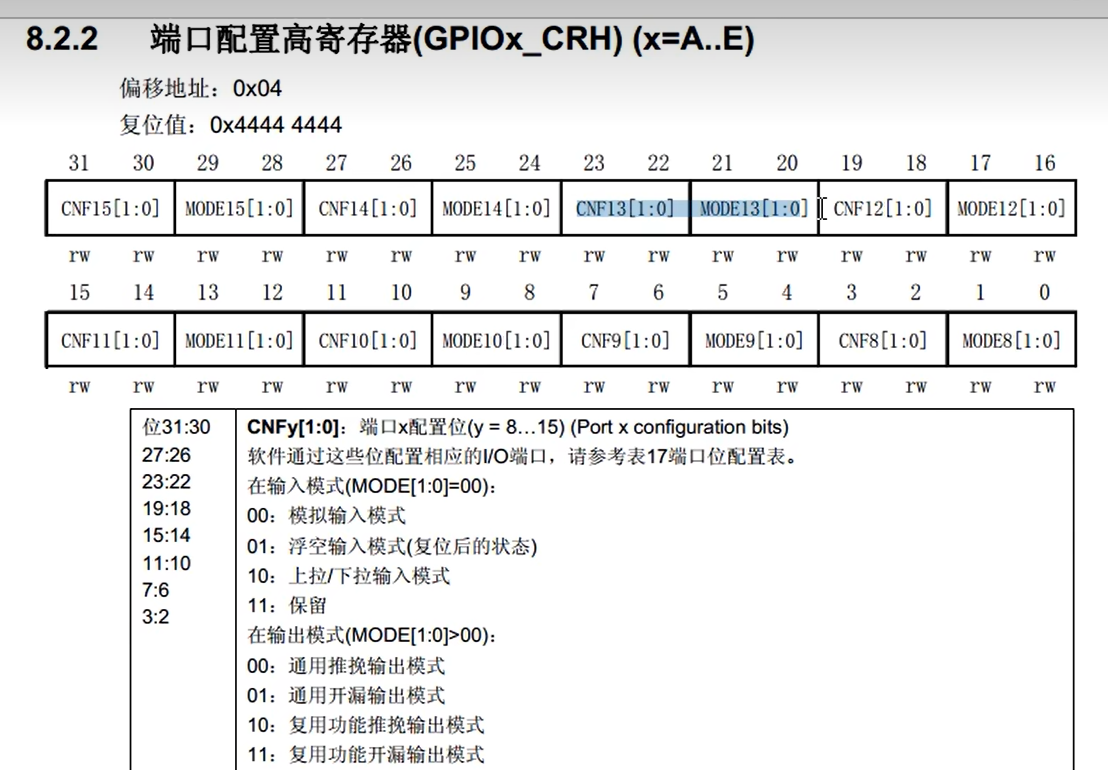 8.2.2 端口配置高寄存器(GPIOx_CRH) (x=A..E)
偏移地址：0x04
复位值：0x4444 4444
31 30 29 28 27 26 25 24 23 22 21 20 19 18 17 16
CNF15[1:0] MODE15[1:0] CNF14[1:0] MODE14[1:0] CNF13[1:0] MODE13[1:0] CNF12[1:0] MODE12[1:0]
rw rw rw rw rw rw rw rw rw rw rw rw rw rw rw rw
15 14 13 12 11 10 9 8 7 6 5 4 3 2 1 0
CNF11[1:0] MODE11[1:0] CNF10[1:0] MODE10[1:0] CNF9[1:0] MODE9[1:0] CNF8[1:0] MODE8[1:0]
rw rw rw rw rw rw rw rw rw rw rw rw rw rw rw rw
位31:30
27:26
23:22
19:18
15:14
11:10
7:6
3:2
CNFy[1:0]：端口x配置位(y = 8…15) (Port x configuration bits)
软件通过这些位配置相应的I/O端口，请参考表17端口位配置表。
在输入模式(MODE[1:0]=00)：
00：模拟输入模式
01：浮空输入模式(复位后的状态)
10：上拉/下拉输入模式
11：保留
在输出模式(MODE[1:0]>00)：
00：通用推挽输出模式
01：通用开漏输出模式
10：复用功能推挽输出模式
11：复用功能开漏输出模式